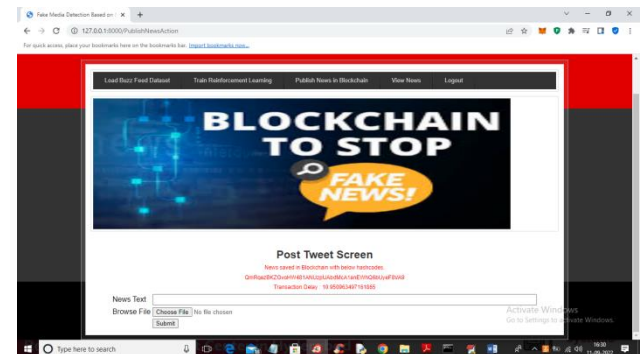 Fake Media Detection Based on
127.0.0.1:8000/PublishNewsAction
For quick access, place your bookmarks here on the bookmarks bar. Import bookmarks now...
Load Buzz Feed Dataset Train Reinforcement Learning Publish News in Blockchain View News Logout
BLOCKCHAIN
TO STOP
FAKE
NEWS!
Post Tweet Screen
News saved in Blockchain with below hashcodes.
Transaction Delay : 19.958963497161865
News Text
Browse File Choose File No file chosen
Submit
Activate Windows
Go to Settings to activate Windows.
Type here to search
16:30
11-09-2022